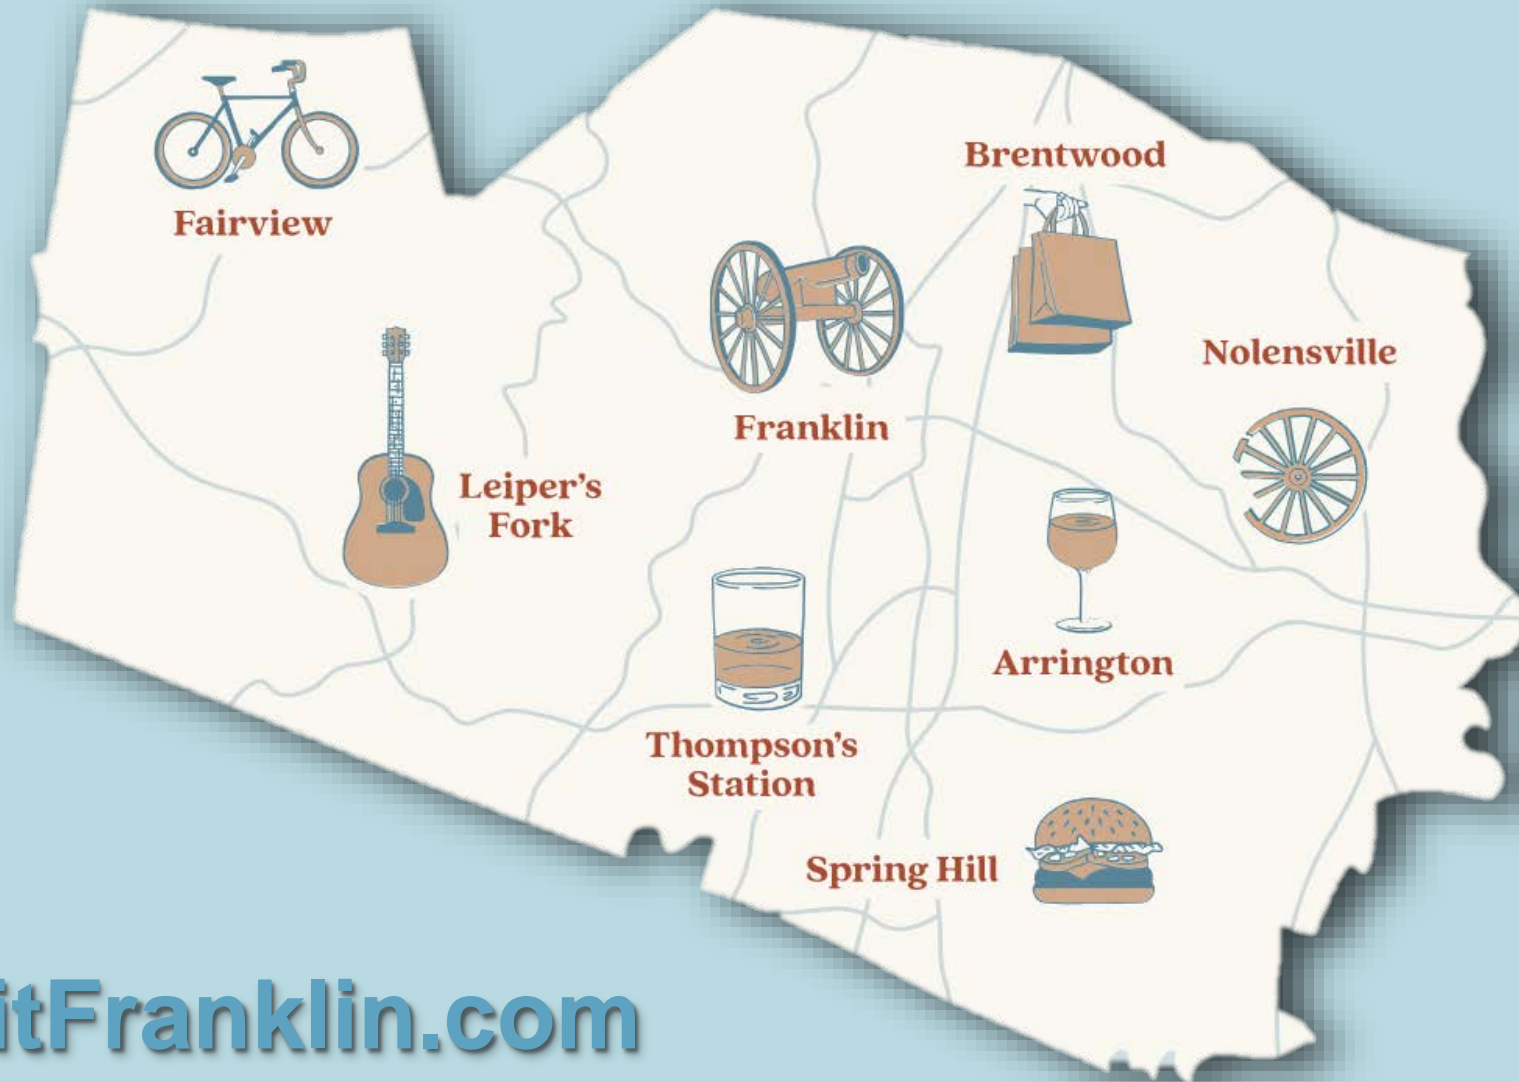 Brentwood
Fairview
Nolensville
Franklin
Leiper’s
Fork
Arrington
Thompson’s
Station
Spring Hill
itFranklin.com